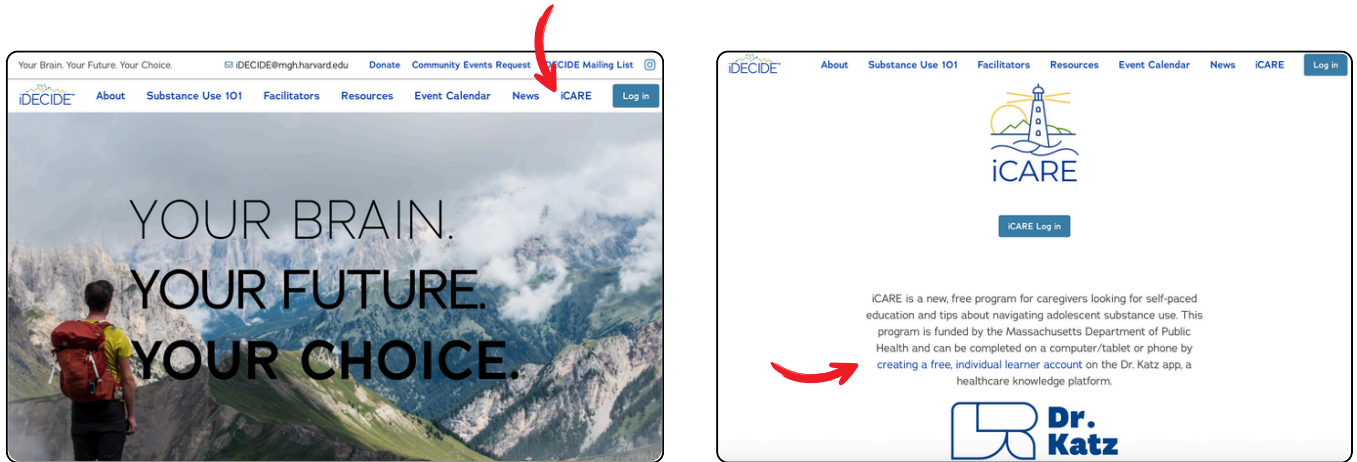 Your Brain. Your Future. Your Choice.
iDECIDE@mgh.harvard.edu
Donate
Community Events Request
DECIDE Mailing List
iDECIDE™
About
Substance Use 101
Facilitators
Resources
Event Calendar
News
iCARE
Log in
YOUR BRAIN.
YOUR FUTURE.
YOUR CHOICE.
iDECIDE™
About
Substance Use 101
Facilitators
Resources
Event Calendar
News
iCARE
Log in
iCARE
iCARE Log in
iCARE is a new, free program for caregivers looking for self-paced
education and tips about navigating adolescent substance use. This
program is funded by the Massachusetts Department of Public
Health and can be completed on a computer/tablet or phone by
creating a free, individual learner account on the Dr. Katz app, a
healthcare knowledge platform.
Dr.
Katz